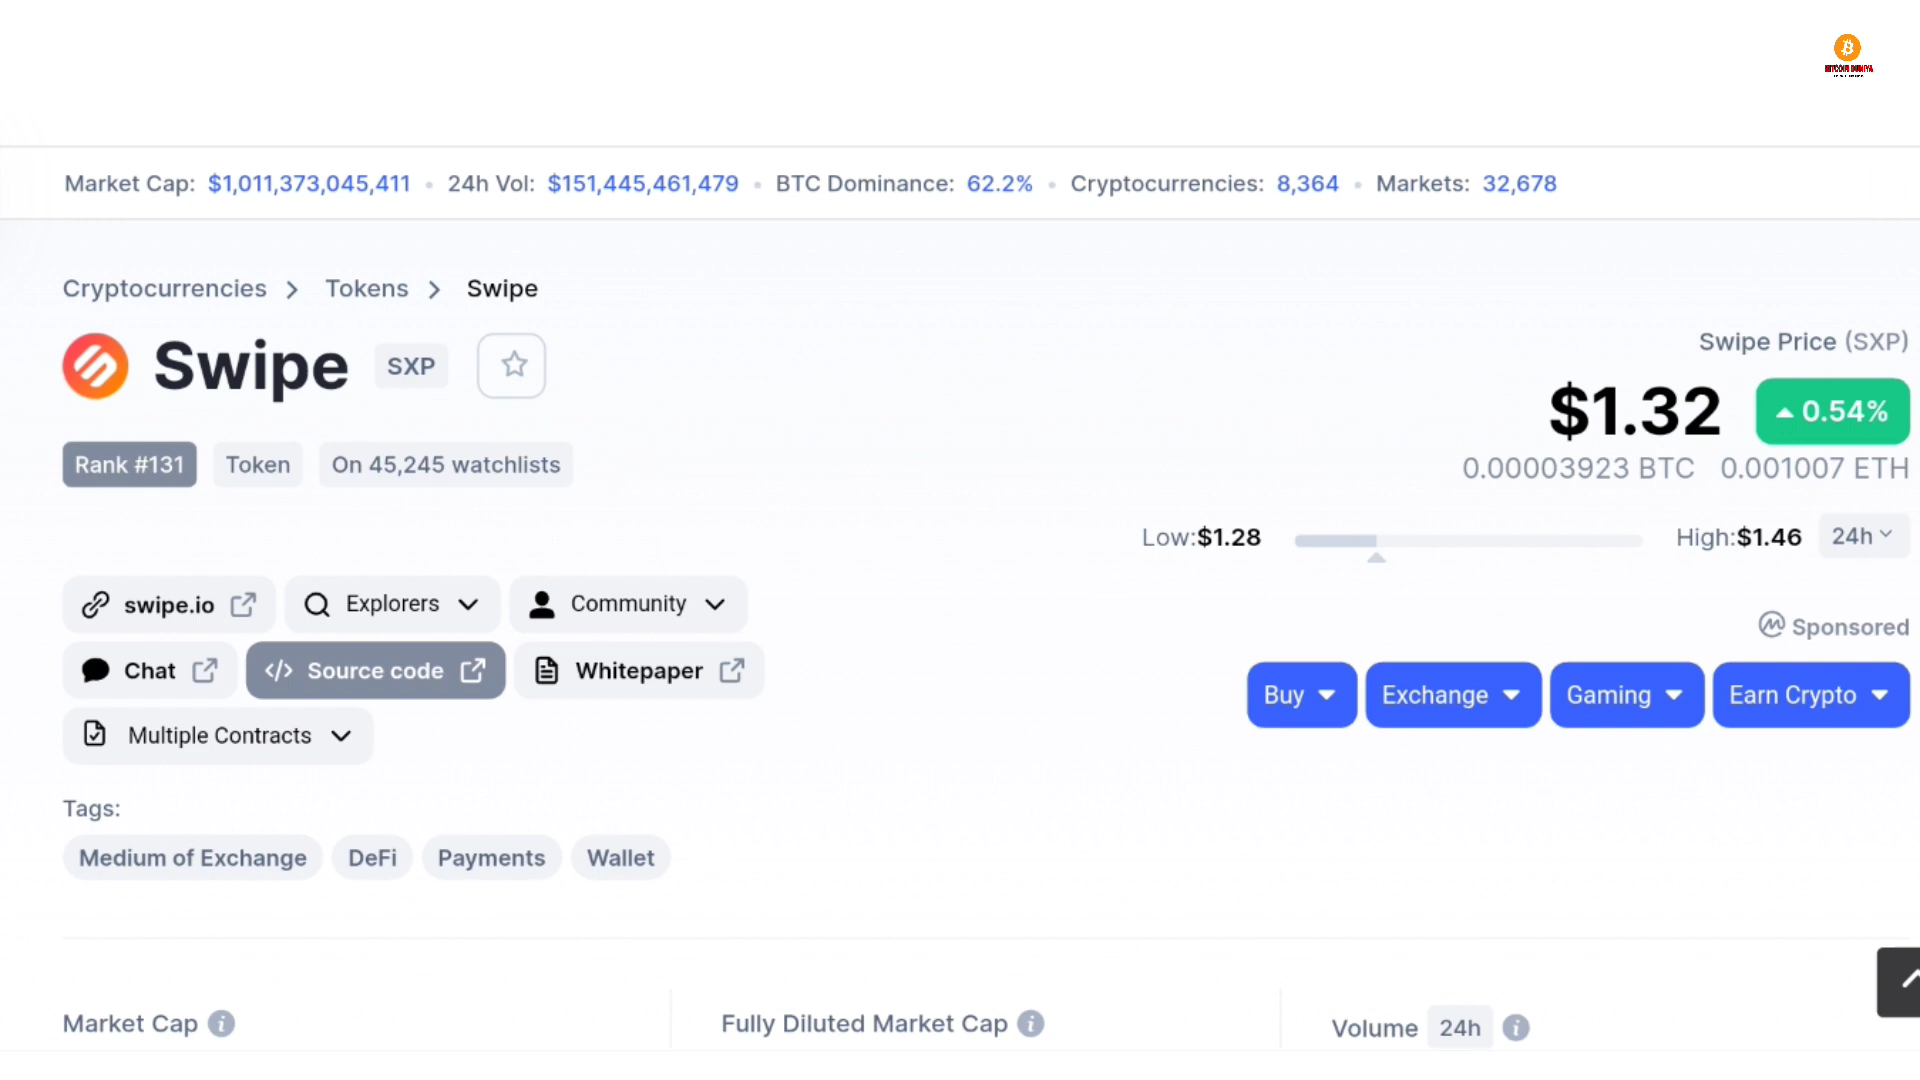 Market Cap: $1,011,373,045,411 • 24h Vol: $151,445,461,479 • BTC Dominance: 62.2% • Cryptocurrencies: 8,364 • Markets: 32,678
Cryptocurrencies > Tokens > Swipe
Swipe SXP
Rank #131 Token On 45,245 watchlists
Swipe Price (SXP)
$1.32 0.54%
0.00003923 BTC 0.001007 ETH
Low:$1.28 High:$1.46 24h
swipe.io Explorers Community
Chat </> Source code Whitepaper
Multiple Contracts
Sponsored
Buy Exchange Gaming Earn Crypto
Tags:
Medium of Exchange DeFi Payments Wallet
Market Cap Fully Diluted Market Cap Volume 24h